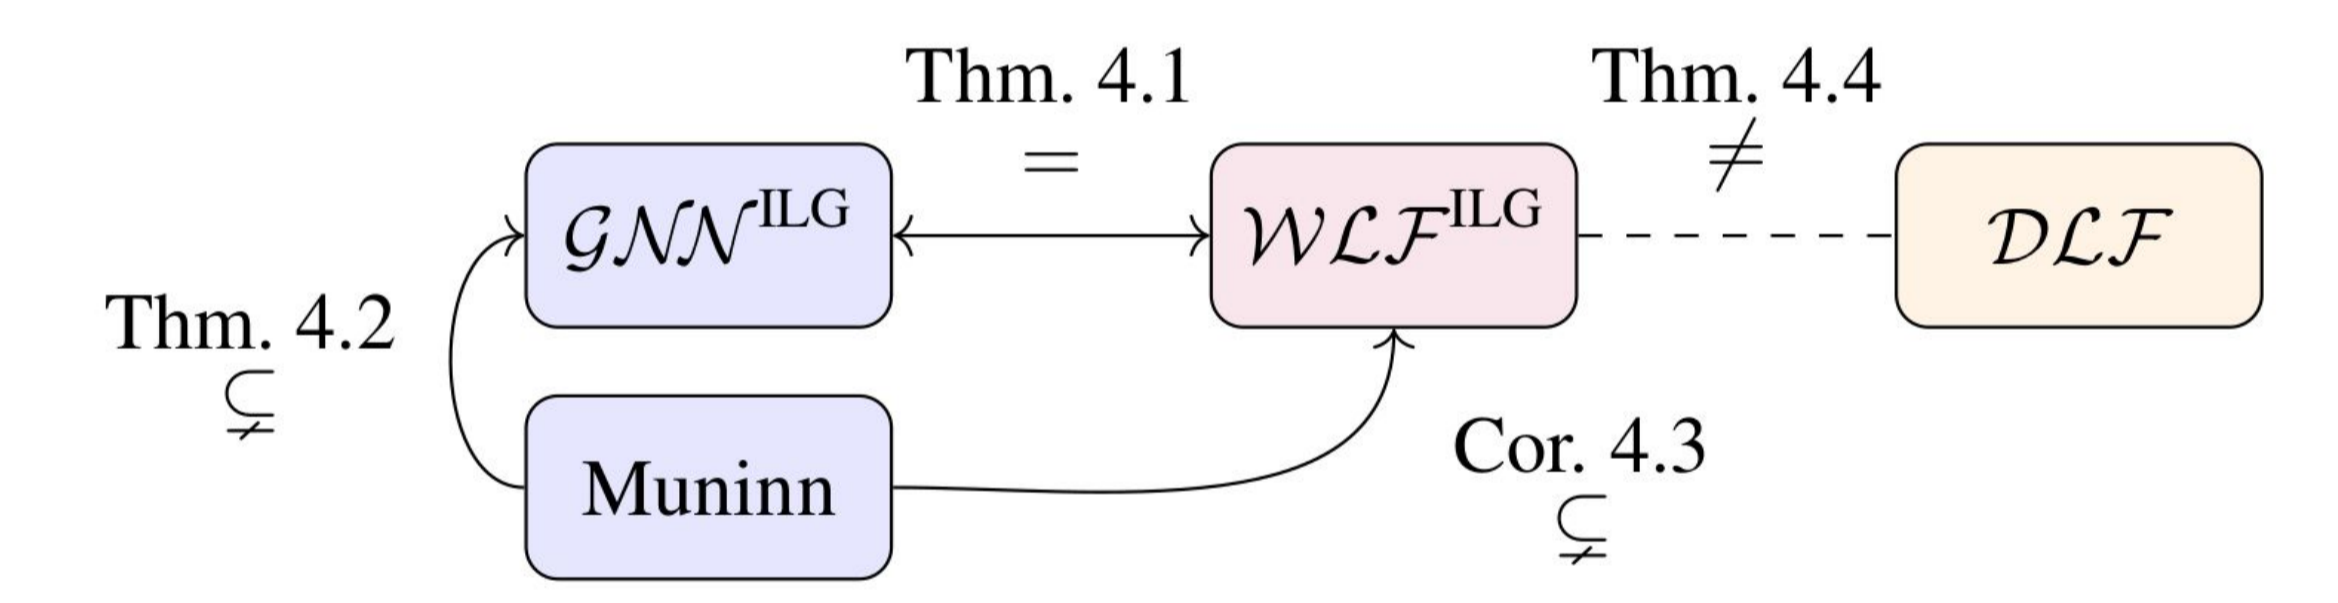 Thm. 4.1
=
Thm. 4.4
≠
𝒢𝒩𝒩^ILG
𝒲ℒℱ^ILG
𝒟ℒℱ
Thm. 4.2
⊊
Muninn
Cor. 4.3
⊊